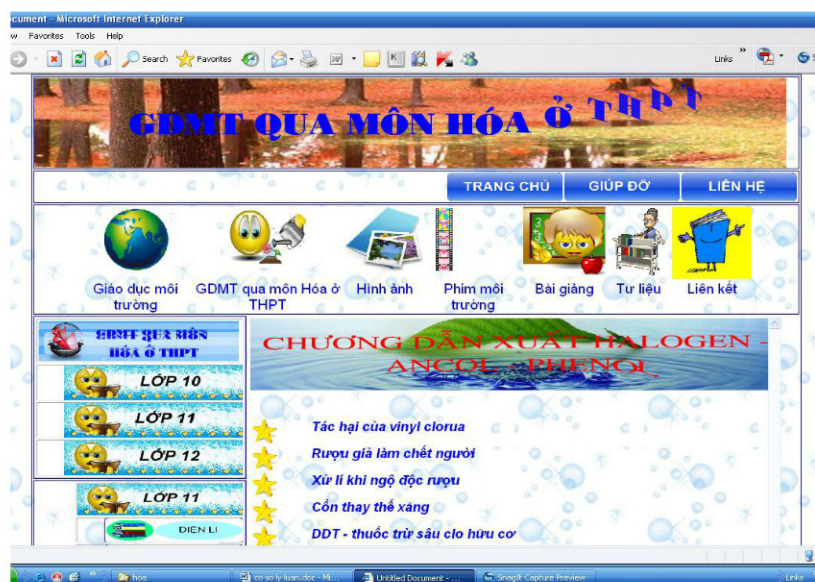 ocument - Microsoft Internet Explorer
w Favorites Tools Help
Search Favorites Links
GDMT QUA MÔN HÓA Ở THPT
TRANG CHỦ GIÚP ĐỠ LIÊN HỆ
Giáo dục môi trường
GDMT qua môn Hóa ở THPT
Hình ảnh
Phim môi trường
Bài giảng
Tư liệu
Liên kết
GDMT QUA MÔN
HÓA Ở THPT
LỚP 10
LỚP 11
LỚP 12
LỚP 11
ĐIỆN LI
CHƯƠNG DẪN XUẤT HALOGEN -
ANCOL - PHENOL
Tác hại của vinyl clorua
Rượu giả làm chết người
Xử lí khi ngộ độc rượu
Cồn thay thế xăng
DDT - thuốc trừ sâu clo hữu cơ
hoa
co so ly luan.doc - Mi...
Untitled Document - ...
SnagIt Capture Preview
Links